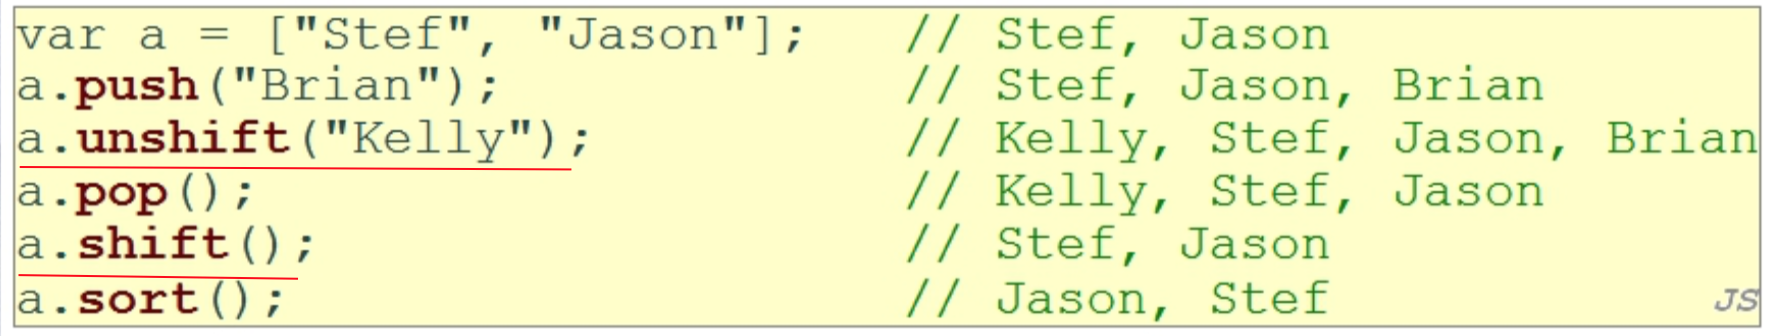 var a = ["Stef", "Jason"];   // Stef, Jason
a.push("Brian");             // Stef, Jason, Brian
a.unshift("Kelly");          // Kelly, Stef, Jason, Brian
a.pop();                     // Kelly, Stef, Jason
a.shift();                   // Stef, Jason
a.sort();                    // Jason, Stef   JS